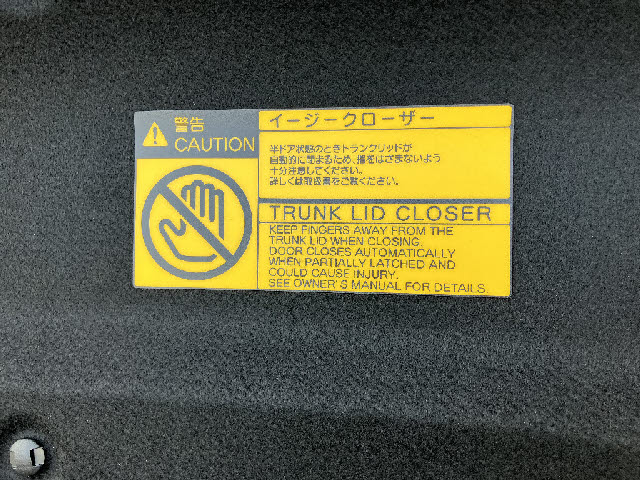 警告
CAUTION
イージークローザー
半ドア状態のときトランクリッドが
自動的に閉まるため、指をはさまないよう
十分注意してください。
詳しくは取扱書をご覧ください。
TRUNK LID CLOSER
KEEP FINGERS AWAY FROM THE
TRUNK LID WHEN CLOSING.
DOOR CLOSES AUTOMATICALLY
WHEN PARTIALLY LATCHED AND
COULD CAUSE INJURY.
SEE OWNER'S MANUAL FOR DETAILS.